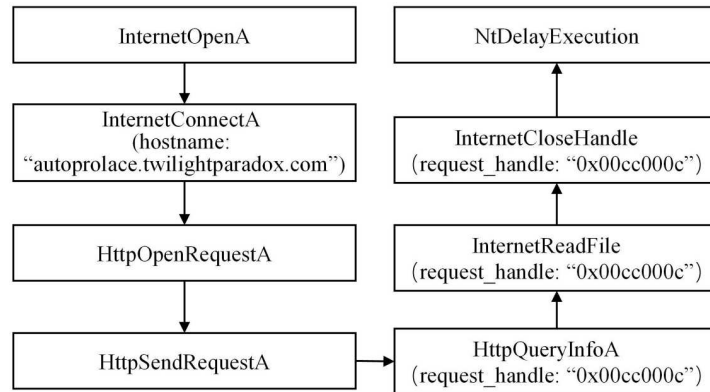 InternetOpenA
InternetConnectA
(hostname:
“autoprolace.twilightparadox.com”)
HttpOpenRequestA
HttpSendRequestA
HttpQueryInfoA
(request_handle: “0x00cc000c”)
InternetReadFile
(request_handle: “0x00cc000c”)
InternetCloseHandle
(request_handle: “0x00cc000c”)
NtDelayExecution